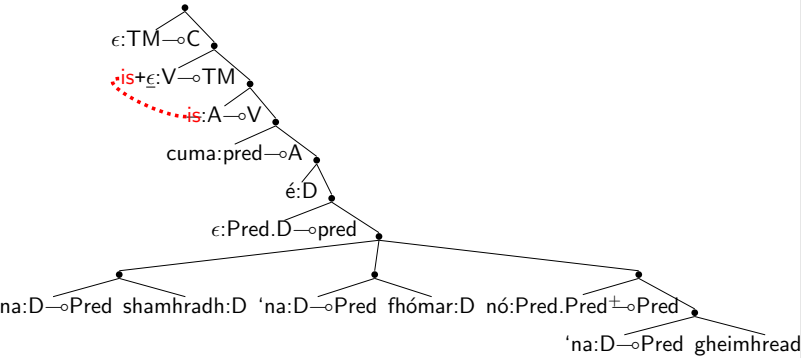 ϵ:TM⊸C
is+ϵ:V⊸TM
is:A⊸V
cuma:pred⊸A
é:D
ϵ:Pred.D⊸pred
na:D⊸Pred shamhradh:D ‘na:D⊸Pred fhómar:D nó:Pred.Pred⊸±Pred
‘na:D⊸Pred gheimhread